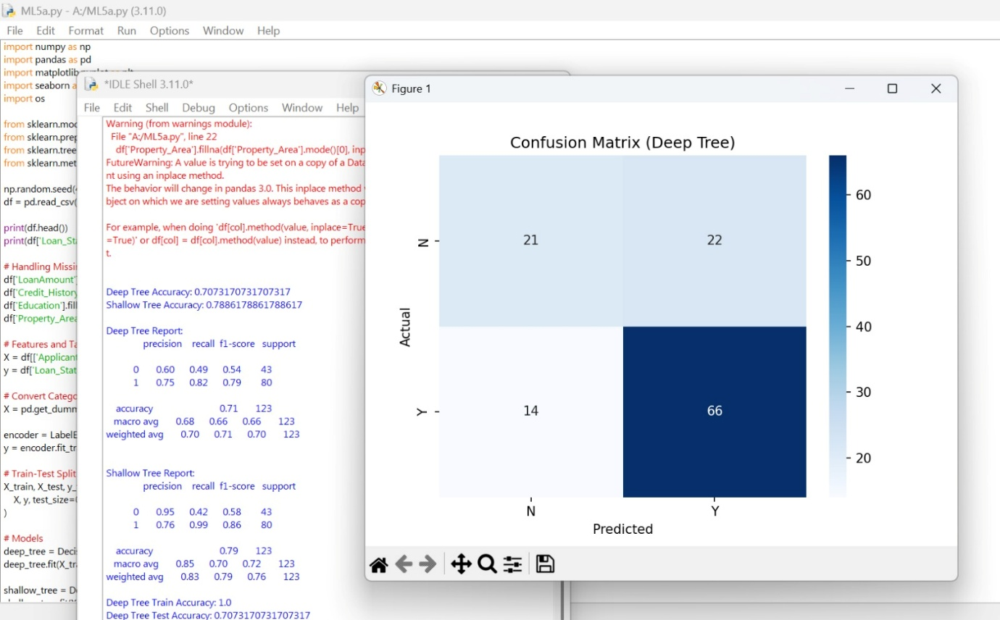 ML5a.py - A:/ML5a.py (3.11.0)
File Edit Format Run Options Window Help
import numpy as np
import pandas as pd
import matplotlib
import seaborn a
import os
from sklearn.mod
from sklearn.prep
from sklearn.tree
from sklearn.met
np.random.seed(4
df = pd.read_csv(
print(df.head())
print(df['Loan_Sta
# Handling Missi
df['LoanAmount'
df['Credit_History
df['Education'].fill
df['Property_Area
# Features and Ta
X = df[['Applicant
y = df['Loan_Stat
# Convert Catego
X = pd.get_dumm
encoder = LabelE
y = encoder.fit_tr
# Train-Test Split
X_train, X_test, y_
X, y, test_size=0
)
# Models
deep_tree = Decis
deep_tree.fit(X_tr
shallow_tree = De
*IDLE Shell 3.11.0*
File Edit Shell Debug Options Window Help
Warning (from warnings module):
File "A:/ML5a.py", line 22
df['Property_Area'].fillna(df['Property_Area'].mode()[0], inp
FutureWarning: A value is trying to be set on a copy of a Data
nt using an inplace method.
The behavior will change in pandas 3.0. This inplace method
bject on which we are setting values always behaves as a cop
For example, when doing 'df[col].method(value, inplace=True
=True)' or df[col] = df[col].method(value) instead, to perform
t.
Deep Tree Accuracy: 0.7073170731707317
Shallow Tree Accuracy: 0.7886178861788617
Deep Tree Report:
precision recall f1-score support
0 0.60 0.49 0.54 43
1 0.75 0.82 0.79 80
accuracy 0.71 123
macro avg 0.68 0.66 0.66 123
weighted avg 0.70 0.71 0.70 123
Shallow Tree Report:
precision recall f1-score support
0 0.95 0.42 0.58 43
1 0.76 0.99 0.86 80
accuracy 0.79 123
macro avg 0.85 0.70 0.72 123
weighted avg 0.83 0.79 0.76 123
Deep Tree Train Accuracy: 1.0
Deep Tree Test Accuracy: 0.7073170731707317
Figure 1
Confusion Matrix (Deep Tree)
Actual
N
21 22
Y
14 66
N Y
Predicted
60
50
40
30
20